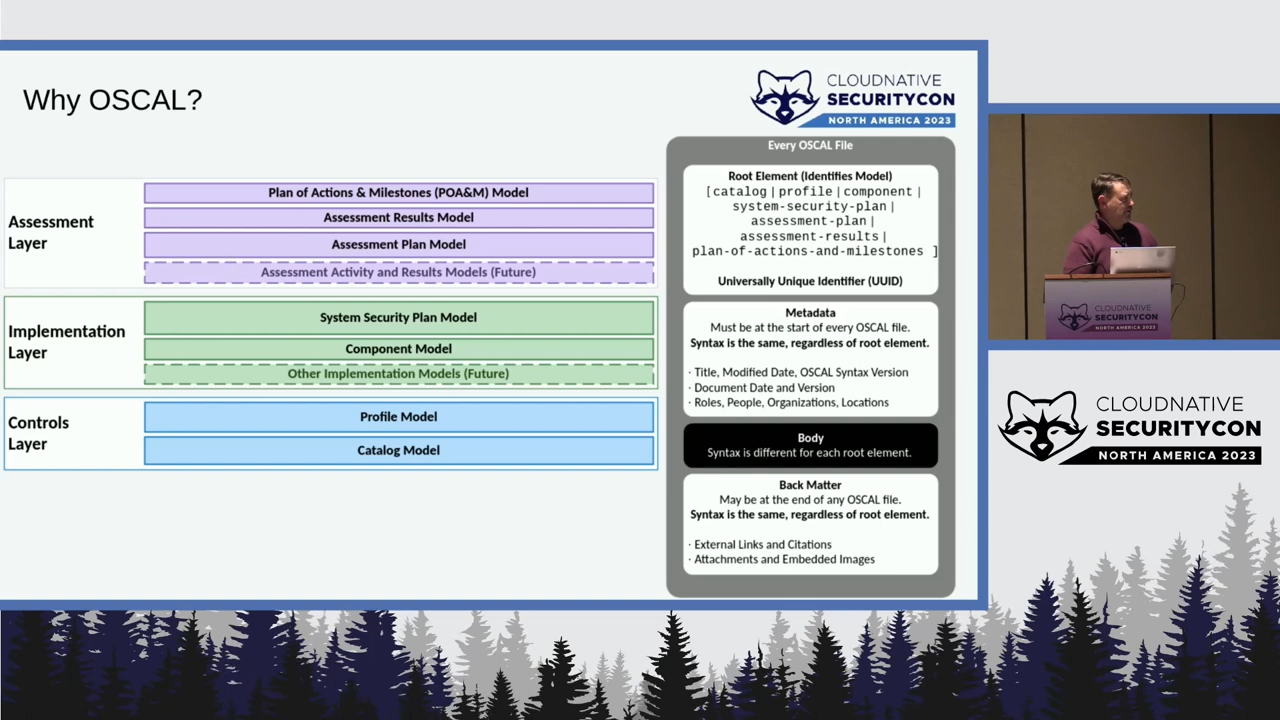 Why OSCAL?
CLOUDNATIVE
SECURITYCON
NORTH AMERICA 2023
Assessment
Layer
Plan of Actions & Milestones (POA&M) Model
Assessment Results Model
Assessment Plan Model
Assessment Activity and Results Models (Future)
Implementation
Layer
System Security Plan Model
Component Model
Other Implementation Models (Future)
Controls
Layer
Profile Model
Catalog Model
Every OSCAL File
Root Element (Identifies Model)
[catalog|profile|component|
system-security-plan|
assessment-plan|
assessment-results|
plan-of-actions-and-milestones ]
Universally Unique Identifier (UUID)
Metadata
Must be at the start of every OSCAL file.
Syntax is the same, regardless of root element.
· Title, Modified Date, OSCAL Syntax Version
· Document Date and Version
· Roles, People, Organizations, Locations
Body
Syntax is different for each root element.
Back Matter
May be at the end of any OSCAL file.
Syntax is the same, regardless of root element.
· External Links and Citations
· Attachments and Embedded Images
CLOUDNATIVE
SECURITYCON
NORTH AMERICA 2023
CLOUDNATIVE
SECURITYCON
NORTH AMERICA 2023